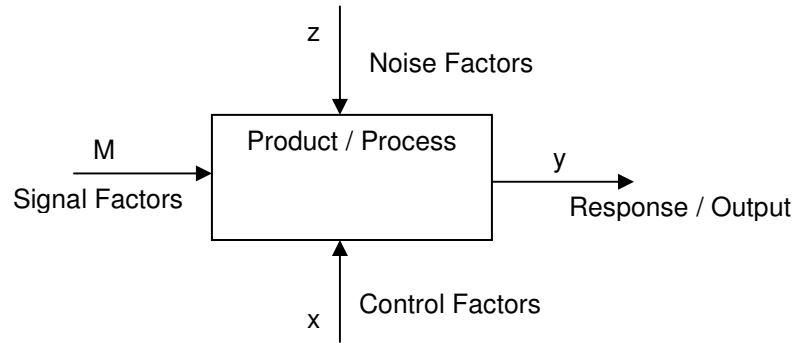 z
Noise Factors
Product / Process
M
Signal Factors
y
Response / Output
Control Factors
x